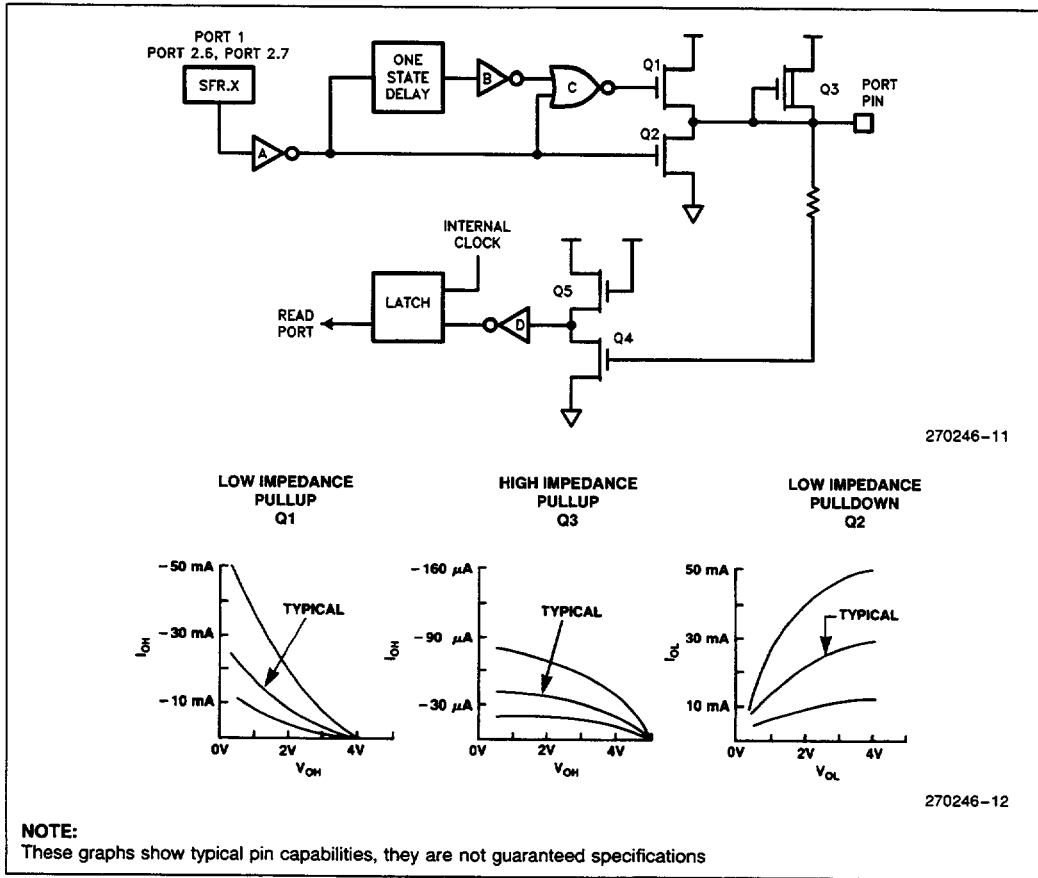 PORT 1
PORT 2.6, PORT 2.7
SFR.X
ONE
STATE
DELAY
A
B
C
Q1
Q2
Q3
PORT
PIN
INTERNAL
CLOCK
READ
PORT
LATCH
D
Q5
Q4
270246-11
LOW IMPEDANCE
PULLUP
Q1
-50 mA
-30 mA
-10 mA
IOH
TYPICAL
0V
2V
4V
VOH
HIGH IMPEDANCE
PULLUP
Q3
-160 μA
-90 μA
-30 μA
IOH
TYPICAL
0V
2V
4V
VOH
LOW IMPEDANCE
PULLDOWN
Q2
50 mA
30 mA
10 mA
IOL
TYPICAL
0V
2V
4V
VOL
270246-12
NOTE:
These graphs show typical pin capabilities, they are not guaranteed specifications